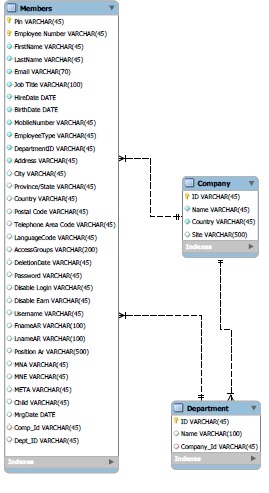 Members
Pin VARCHAR(45)
Employee Number VARCHAR(45)
FirstName VARCHAR(45)
LastName VARCHAR(45)
Email VARCHAR(70)
Job Title VARCHAR(100)
HireDate DATE
BirthDate DATE
MobileNumber VARCHAR(45)
EmployeeType VARCHAR(45)
DepartmentID VARCHAR(45)
Address VARCHAR(45)
City VARCHAR(45)
Province/State VARCHAR(45)
Country VARCHAR(45)
Postal Code VARCHAR(45)
Telephone Area Code VARCHAR(45)
LanguageCode VARCHAR(45)
AccessGroups VARCHAR(200)
DeletionDate VARCHAR(45)
Password VARCHAR(45)
Disable Login VARCHAR(45)
Disable Earn VARCHAR(45)
Username VARCHAR(45)
FnameAR VARCHAR(100)
LnameAR VARCHAR(100)
Position Ar VARCHAR(500)
MNA VARCHAR(45)
MNE VARCHAR(45)
META VARCHAR(45)
Child VARCHAR(45)
MrgDate DATE
Comp_Id VARCHAR(45)
Dept_ID VARCHAR(45)
Indexes
Company
ID VARCHAR(45)
Name VARCHAR(45)
Country VARCHAR(45)
Site VARCHAR(500)
Indexes
Department
ID VARCHAR(45)
Name VARCHAR(100)
Company_Id VARCHAR(45)
Indexes